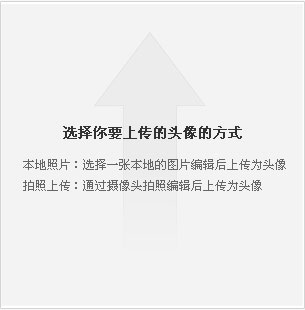 选择你要上传的头像的方式
本地照片：选择一张本地的图片编辑后上传为头像
拍照上传：通过摄像头拍照编辑后上传为头像